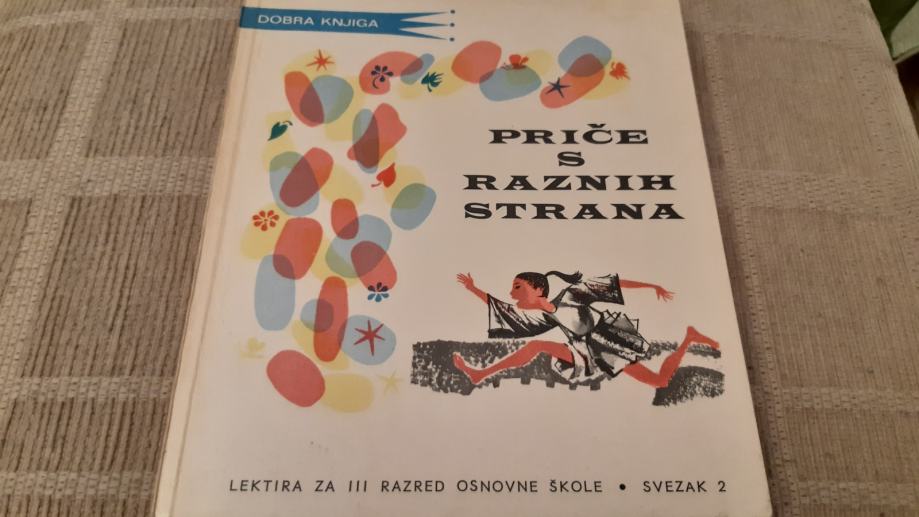 DOBRA KNJIGA
PRIČE
S
RAZNIH
STRANA
LEKTIRA ZA III RAZRED OSNOVNE ŠKOLE • SVEZAK 2